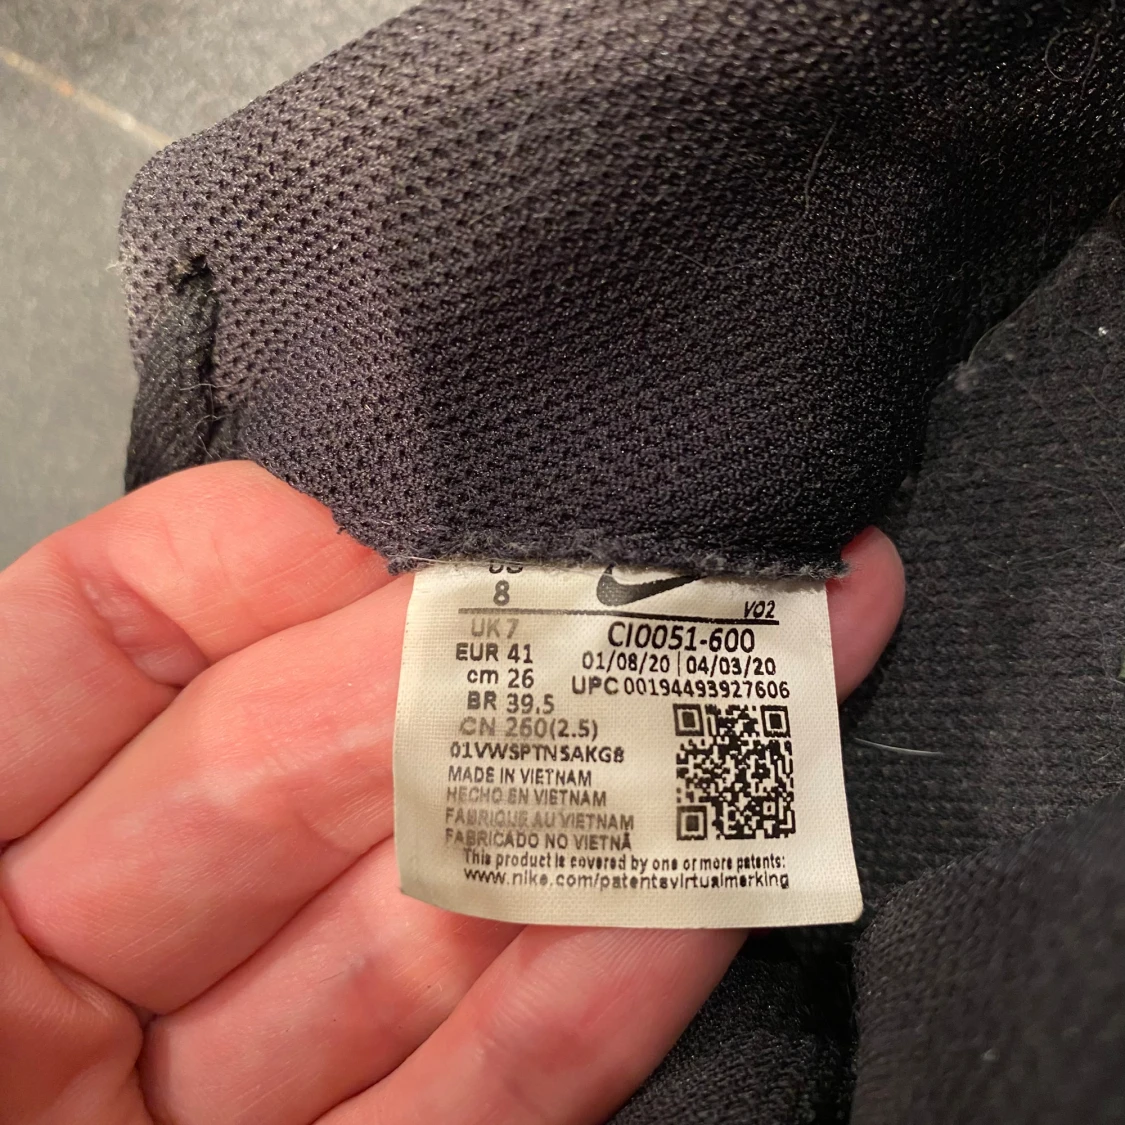 US
8
V02
UK 7
CI0051-600
EUR 41
01/08/20 | 04/03/20
cm 26
UPC 00194493927606
BR 39.5
CN 260(2.5)
01VWSPTN5AKG8
MADE IN VIETNAM
HECHO EN VIETNAM
FABRIQUE AU VIETNAM
FABRICADO NO VIETNÃ
This product is covered by one or more patents:
www.nike.com/patentsvirtualmarking